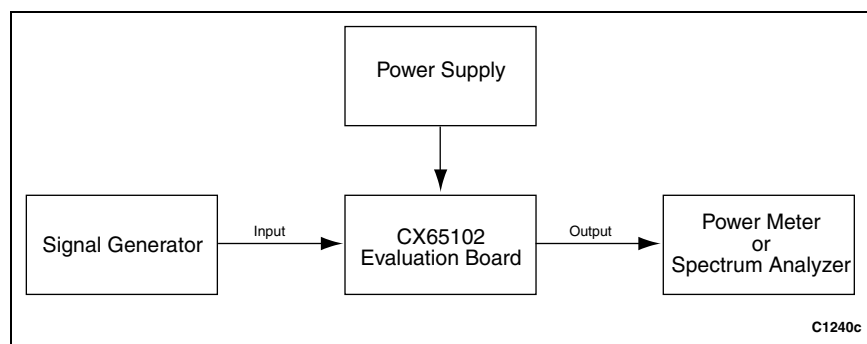 Power Supply
Signal Generator
Input
CX65102
Evaluation Board
Output
Power Meter
or
Spectrum Analyzer
C1240c